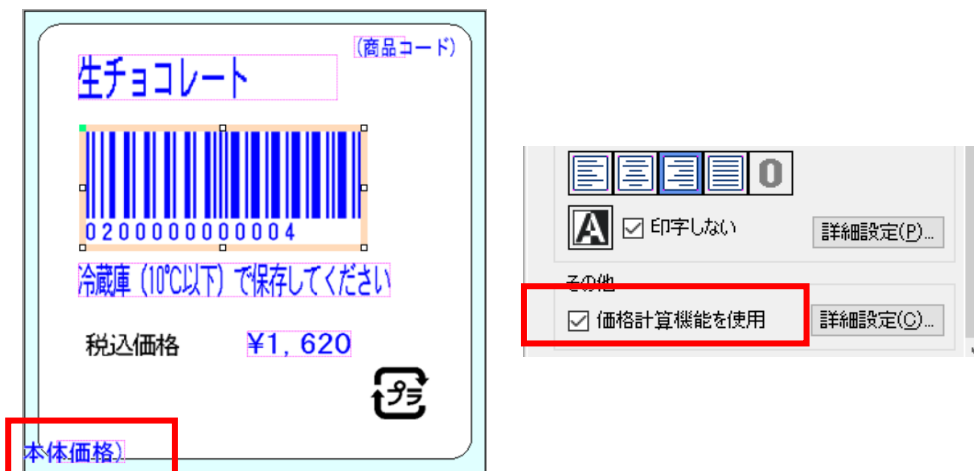 (商品コード)
生チョコレート
0200000000004
冷蔵庫 (10℃以下) で保存してください
税込価格 ¥1,620
プラ
本体価格)
0
A 印字しない 詳細設定(P)...
その他
価格計算機能を使用 詳細設定(C)...